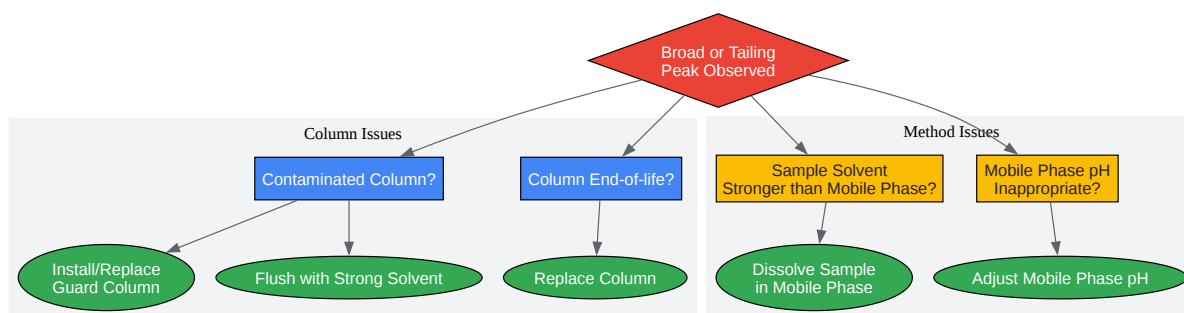 Broad or Tailing
Peak Observed
Column Issues
Method Issues
Contaminated Column?
Column End-of-life?
Sample Solvent
Stronger than Mobile Phase?
Mobile Phase pH
Inappropriate?
Install/Replace
Guard Column
Flush with Strong Solvent
Replace Column
Dissolve Sample
in Mobile Phase
Adjust Mobile Phase pH